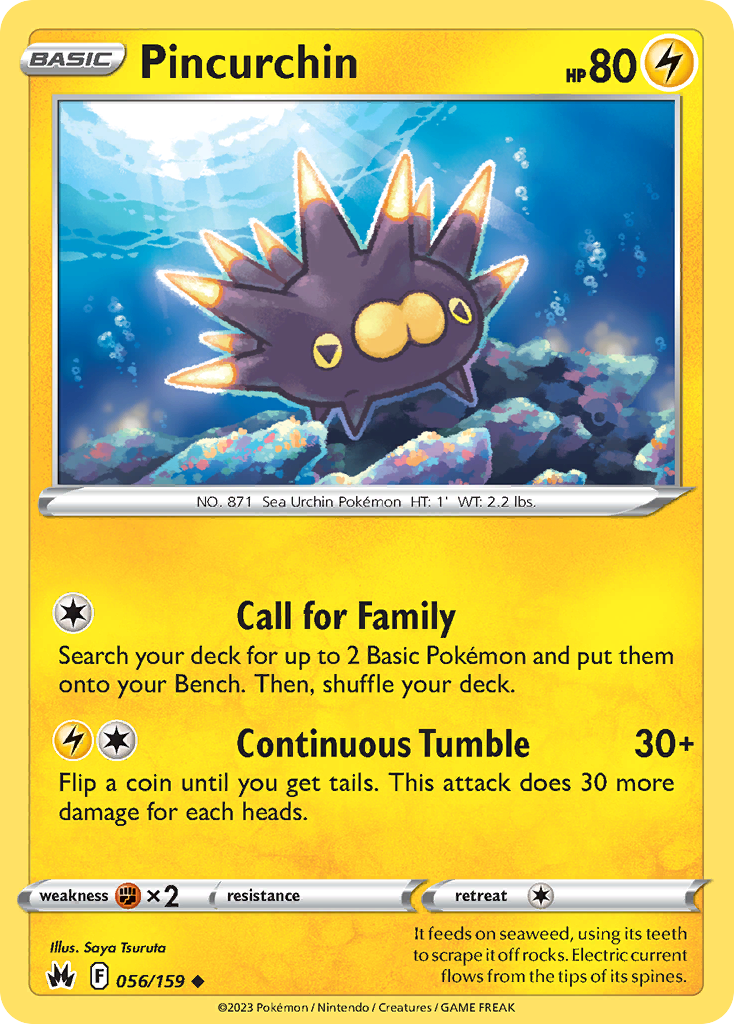 BASIC Pincurchin HP 80
NO. 871 Sea Urchin Pokémon HT: 1' WT: 2.2 lbs.
Call for Family
Search your deck for up to 2 Basic Pokémon and put them
onto your Bench. Then, shuffle your deck.
Continuous Tumble 30+
Flip a coin until you get tails. This attack does 30 more
damage for each heads.
weakness ×2 resistance retreat
Illus. Saya Tsuruta
F 056/159
It feeds on seaweed, using its teeth
to scrape it off rocks. Electric current
flows from the tips of its spines.
©2023 Pokémon / Nintendo / Creatures / GAME FREAK